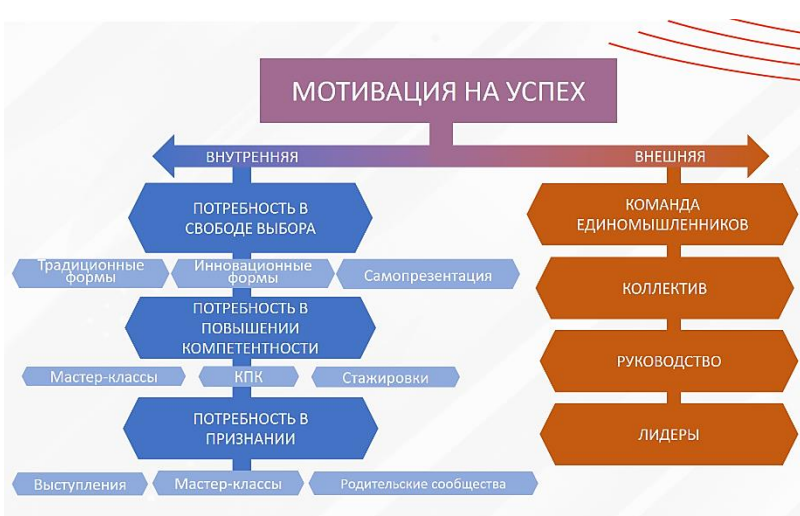 МОТИВАЦИЯ НА УСПЕХ
ВНУТРЕННЯЯ
ВНЕШНЯЯ
ПОТРЕБНОСТЬ В
СВОБОДЕ ВЫБОРА
Традиционные
формы
Инновационные
формы
Самопрезентация
ПОТРЕБНОСТЬ В
ПОВЫШЕНИИ
КОМПЕТЕНТНОСТИ
Мастер-классы
КПК
Стажировки
ПОТРЕБНОСТЬ В
ПРИЗНАНИИ
Выступления
Мастер-классы
Родительские сообщества
КОМАНДА
ЕДИНОМЫШЛЕННИКОВ
КОЛЛЕКТИВ
РУКОВОДСТВО
ЛИДЕРЫ